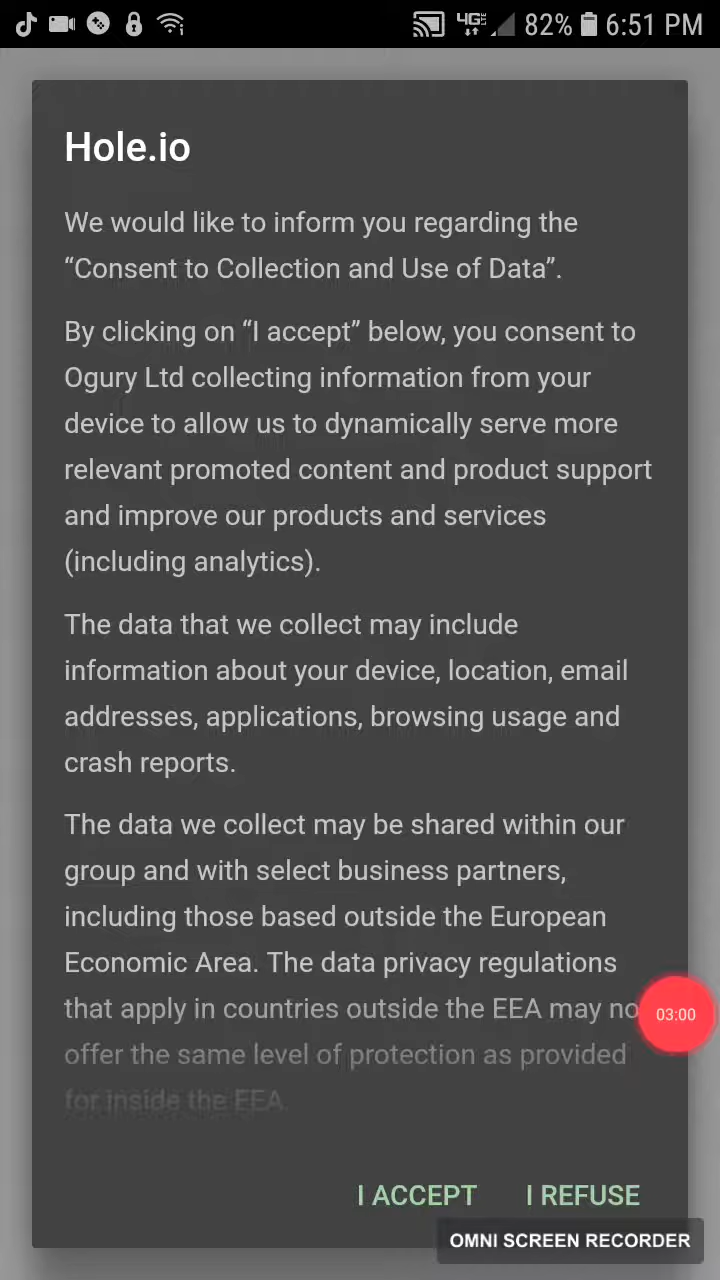 4G LTE 82% 6:51 PM
Hole.io
We would like to inform you regarding the
“Consent to Collection and Use of Data”.
By clicking on “I accept” below, you consent to
Ogury Ltd collecting information from your
device to allow us to dynamically serve more
relevant promoted content and product support
and improve our products and services
(including analytics).
The data that we collect may include
information about your device, location, email
addresses, applications, browsing usage and
crash reports.
The data we collect may be shared within our
group and with select business partners,
including those based outside the European
Economic Area. The data privacy regulations
that apply in countries outside the EEA may no
03:00
offer the same level of protection as provided
for inside the EEA.
I ACCEPT I REFUSE
OMNI SCREEN RECORDER